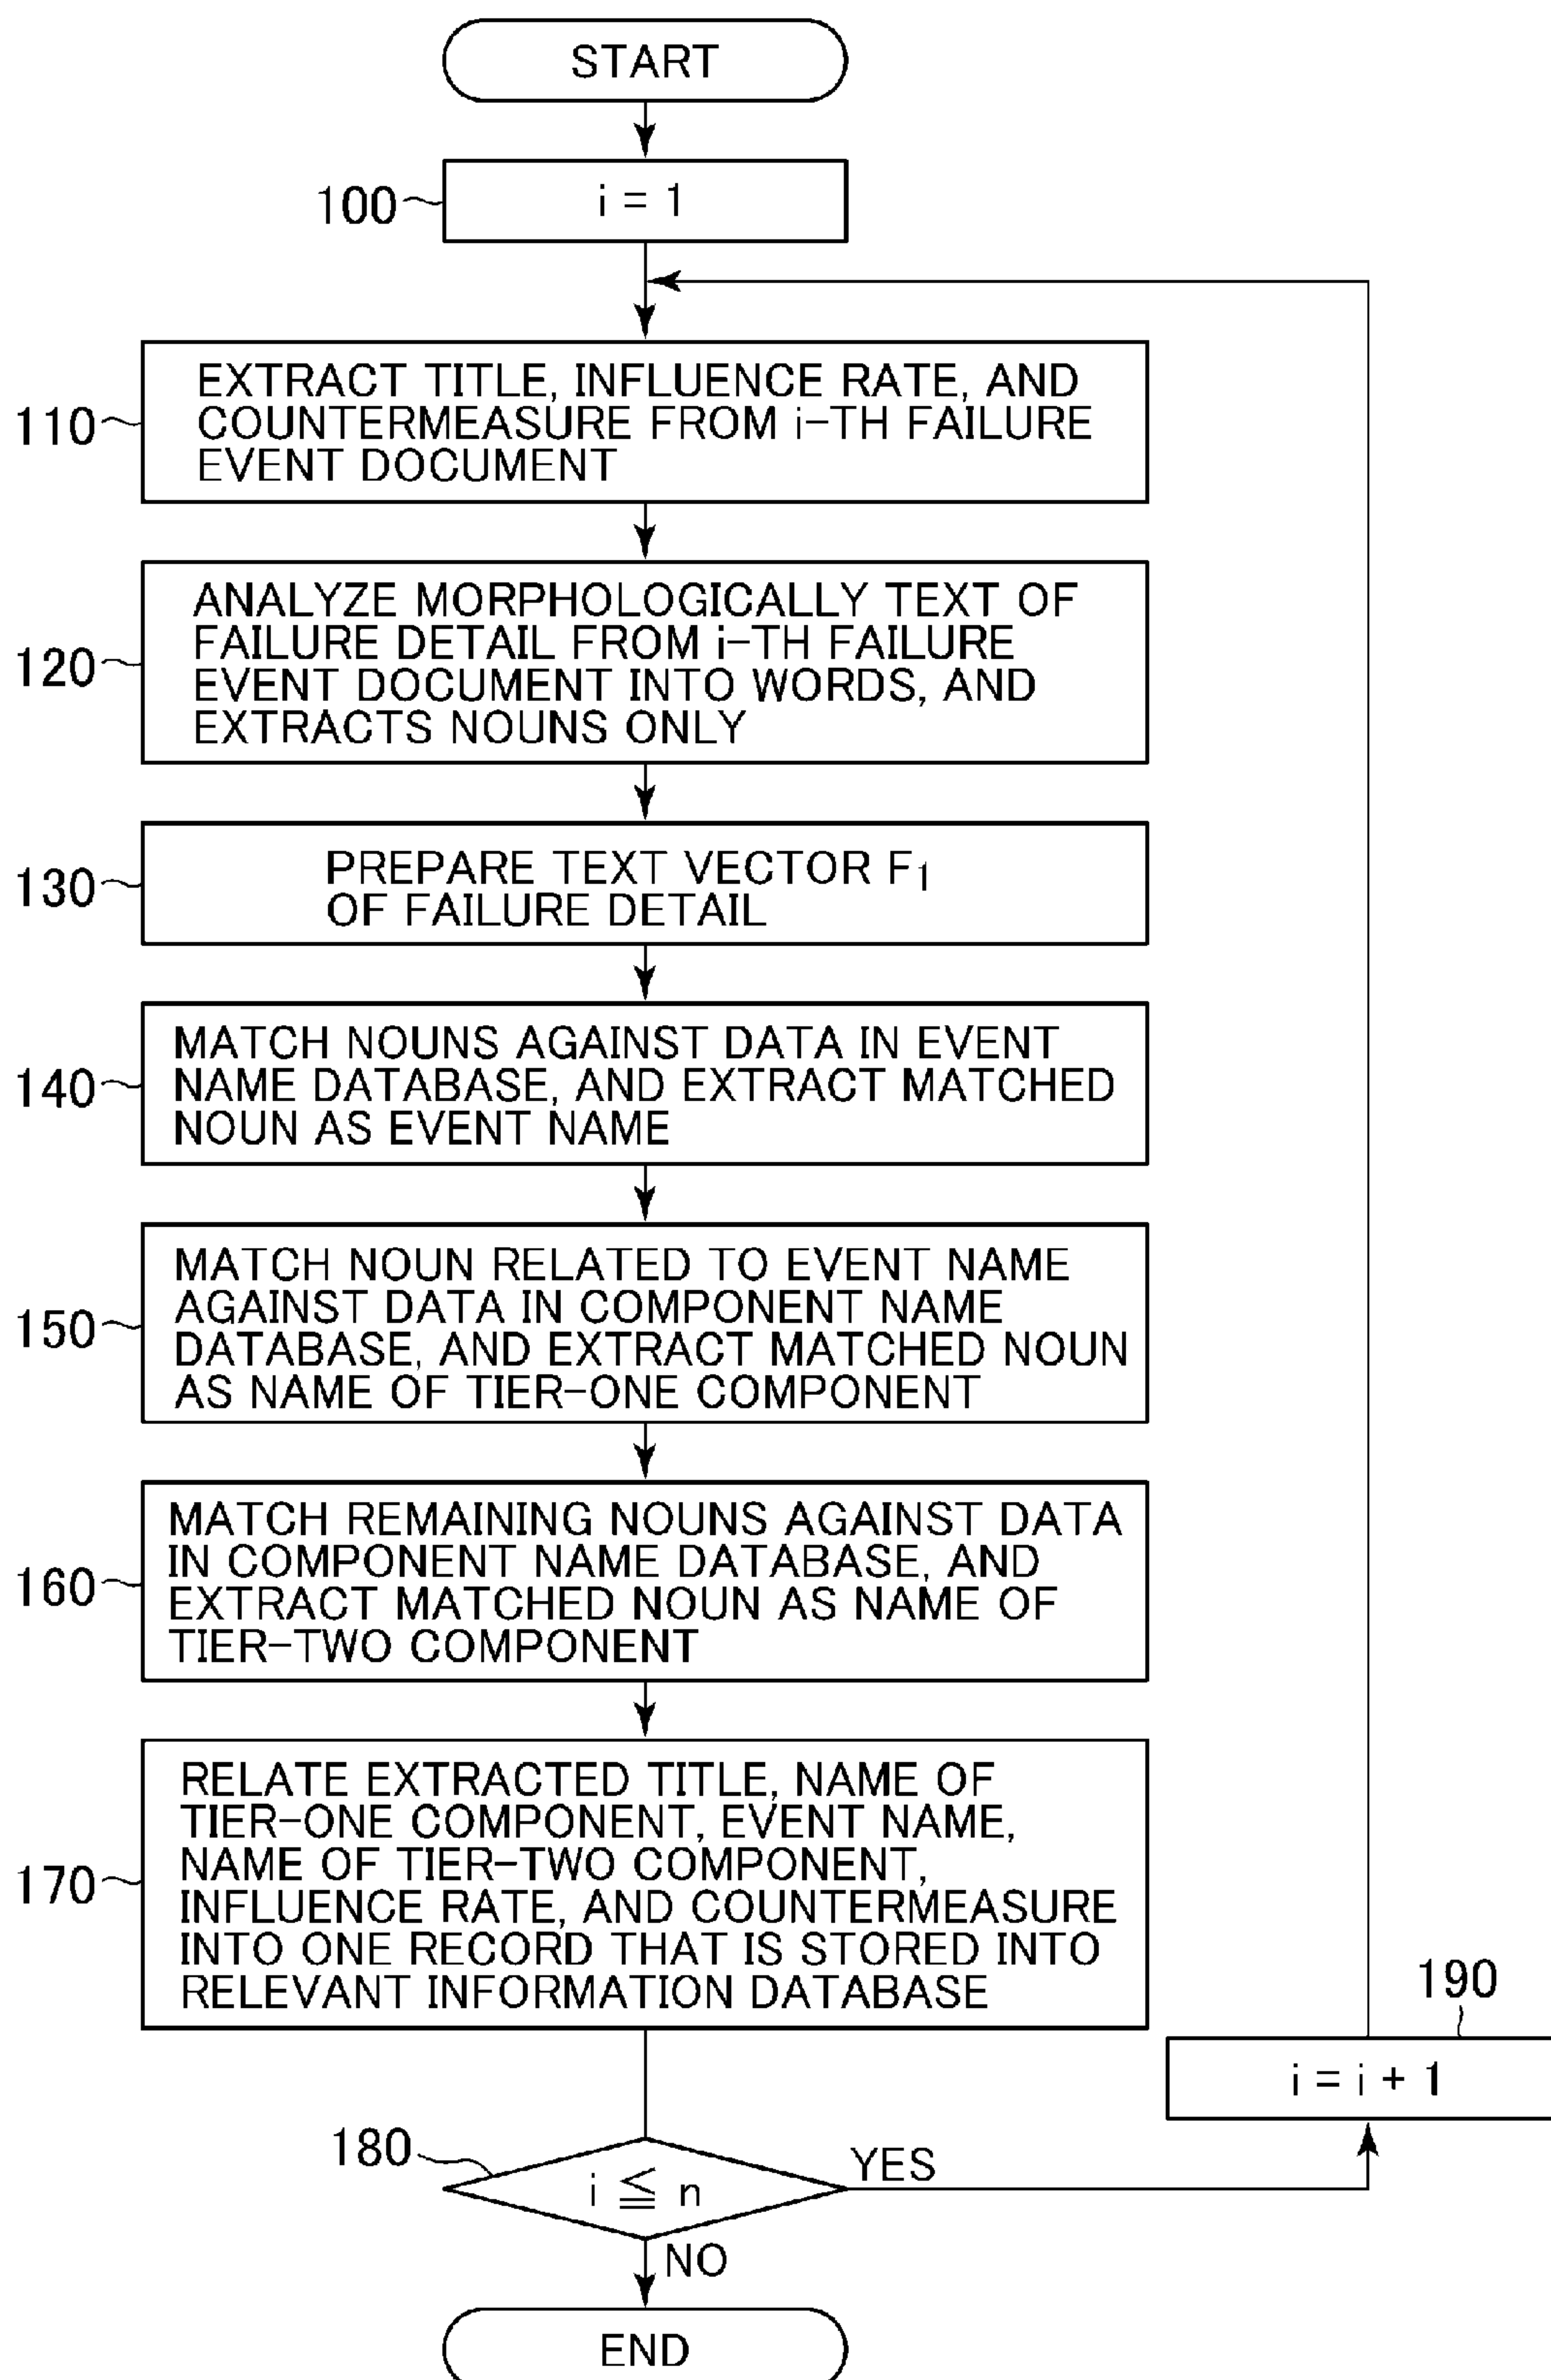 START
100
i = 1
110
EXTRACT TITLE, INFLUENCE RATE, AND
COUNTERMEASURE FROM i-TH FAILURE
EVENT DOCUMENT
120
ANALYZE MORPHOLOGICALLY TEXT OF
FAILURE DETAIL FROM i-TH FAILURE
EVENT DOCUMENT INTO WORDS, AND
EXTRACTS NOUNS ONLY
130
PREPARE TEXT VECTOR F1
OF FAILURE DETAIL
140
MATCH NOUNS AGAINST DATA IN EVENT
NAME DATABASE, AND EXTRACT MATCHED
NOUN AS EVENT NAME
150
MATCH NOUN RELATED TO EVENT NAME
AGAINST DATA IN COMPONENT NAME
DATABASE, AND EXTRACT MATCHED NOUN
AS NAME OF TIER-ONE COMPONENT
160
MATCH REMAINING NOUNS AGAINST DATA
IN COMPONENT NAME DATABASE, AND
EXTRACT MATCHED NOUN AS NAME OF
TIER-TWO COMPONENT
170
RELATE EXTRACTED TITLE, NAME OF
TIER-ONE COMPONENT, EVENT NAME,
NAME OF TIER-TWO COMPONENT,
INFLUENCE RATE, AND COUNTERMEASURE
INTO ONE RECORD THAT IS STORED INTO
RELEVANT INFORMATION DATABASE
190
i = i + 1
180
i ≦ n
YES
NO
END